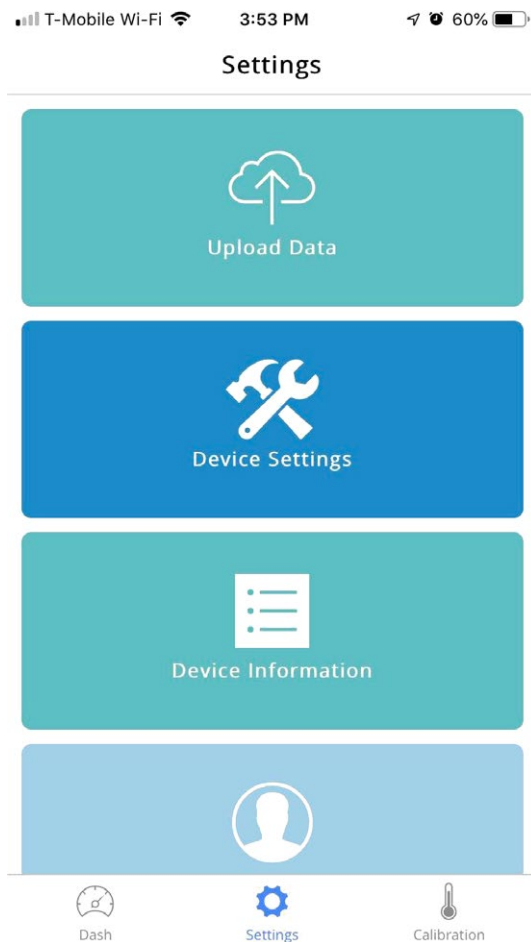 T-Mobile Wi-Fi 3:53 PM 60%
Settings
Upload Data
Device Settings
Device Information
Dash Settings Calibration